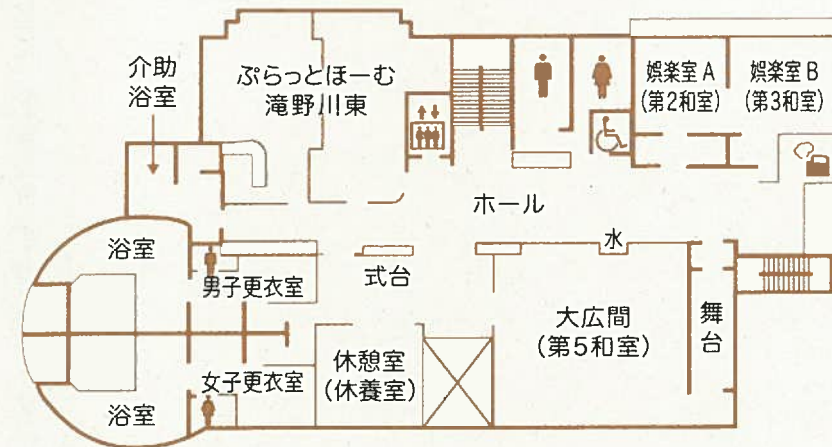 介助
浴室
ぷらっとほーむ
滝野川東
娯楽室A
(第2和室)
娯楽室B
(第3和室)
ホール
水
浴室
男子更衣室
式台
大広間
(第5和室)
舞台
休憩室
(休養室)
女子更衣室
浴室